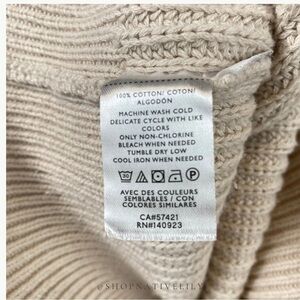 100% COTTON/ COTON/
ALGODÓN
MACHINE WASH COLD
DELICATE CYCLE WITH LIKE
COLORS
ONLY NON-CHLORINE
BLEACH WHEN NEEDED
TUMBLE DRY LOW
COOL IRON WHEN NEEDED
30 P
AVEC DES COULEURS
SEMBLABLES / CON
COLORES SIMILARES
CA#57421
RN#140923
@SHOPNATIVELILY